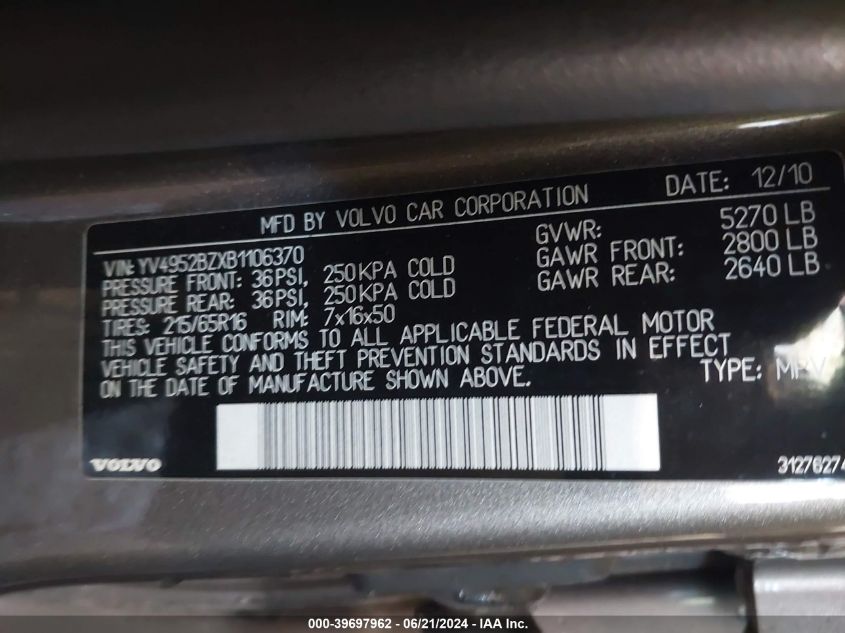 MFD BY VOLVO CAR CORPORATION DATE: 12/10
VIN: YV4952BZXB1106370 GVWR: 5270 LB
PRESSURE FRONT: 36 PSI, 250 KPA COLD GAWR FRONT: 2800 LB
PRESSURE REAR: 36 PSI, 250 KPA COLD GAWR REAR: 2640 LB
TIRES: 215/65R16 RIM: 7x16x50
THIS VEHICLE CONFORMS TO ALL APPLICABLE FEDERAL MOTOR
VEHICLE SAFETY AND THEFT PREVENTION STANDARDS IN EFFECT
ON THE DATE OF MANUFACTURE SHOWN ABOVE. TYPE: MPV
VOLVO 31276274
000-39697962 - 06/21/2024 - IAA Inc.